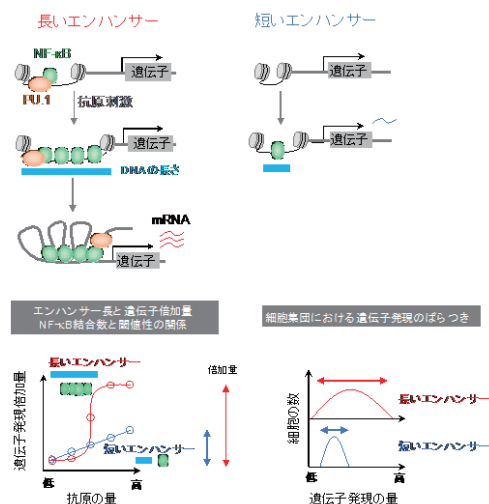 長いエンハンサー
短いエンハンサー
NF-κB
遺伝子
遺伝子
PU.1
抗原刺激
遺伝子
遺伝子
DNAの長さ
mRNA
遺伝子
エンハンサー長と遺伝子倍加量
NF-κB結合数と閾値性の関係
細胞集団における遺伝子発現のばらつき
長いエンハンサー
倍加量
遺伝子発現倍加量
短いエンハンサー
低
高
抗原の量
細胞の数
長いエンハンサー
短いエンハンサー
低
高
遺伝子発現の量